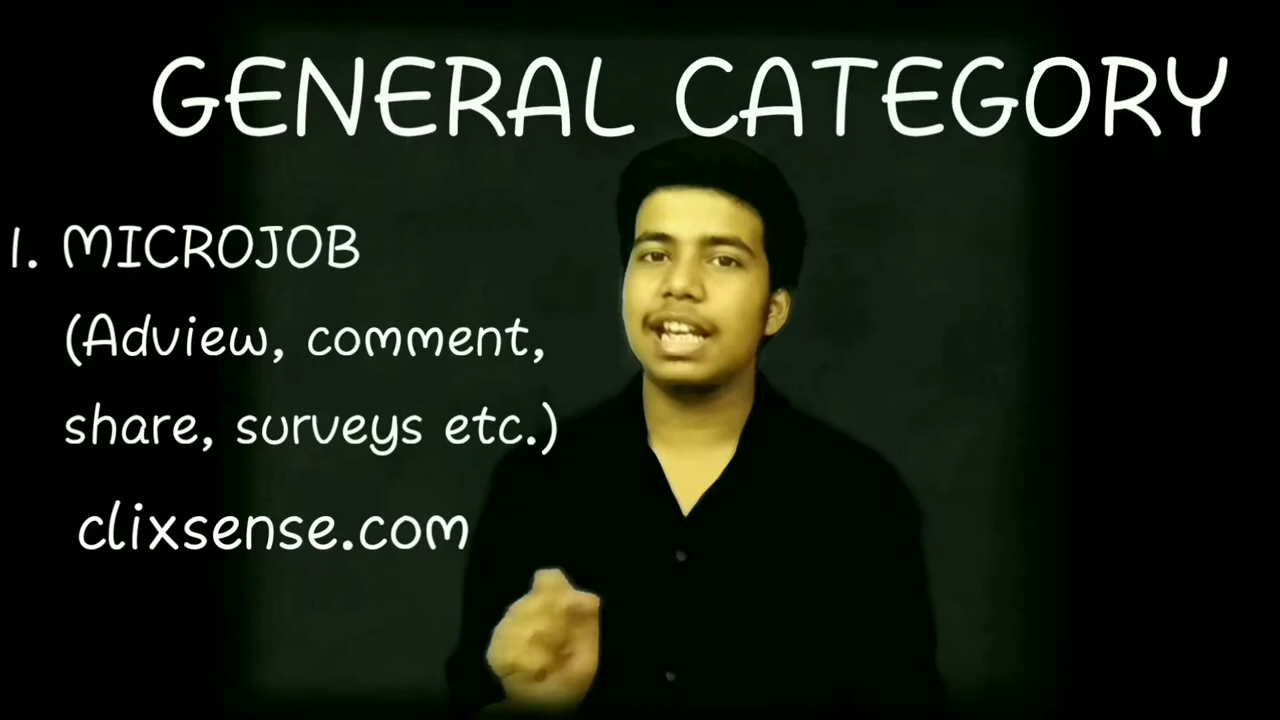 GENERAL CATEGORY
1. MICROJOB
(Adview, comment,
share, surveys etc.)
clixsense.com